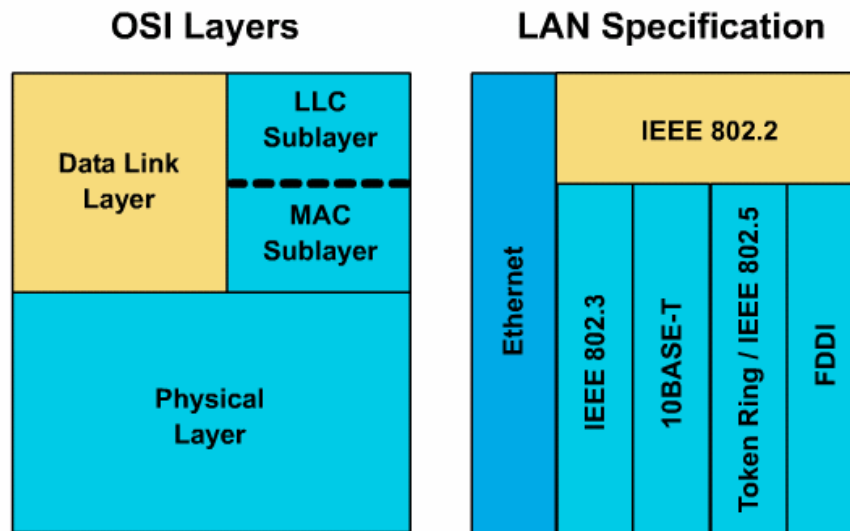 OSI Layers
LAN Specification
Data Link
Layer
LLC
Sublayer
MAC
Sublayer
Physical
Layer
Ethernet
IEEE 802.2
IEEE 802.3
10BASE-T
Token Ring / IEEE 802.5
FDDI